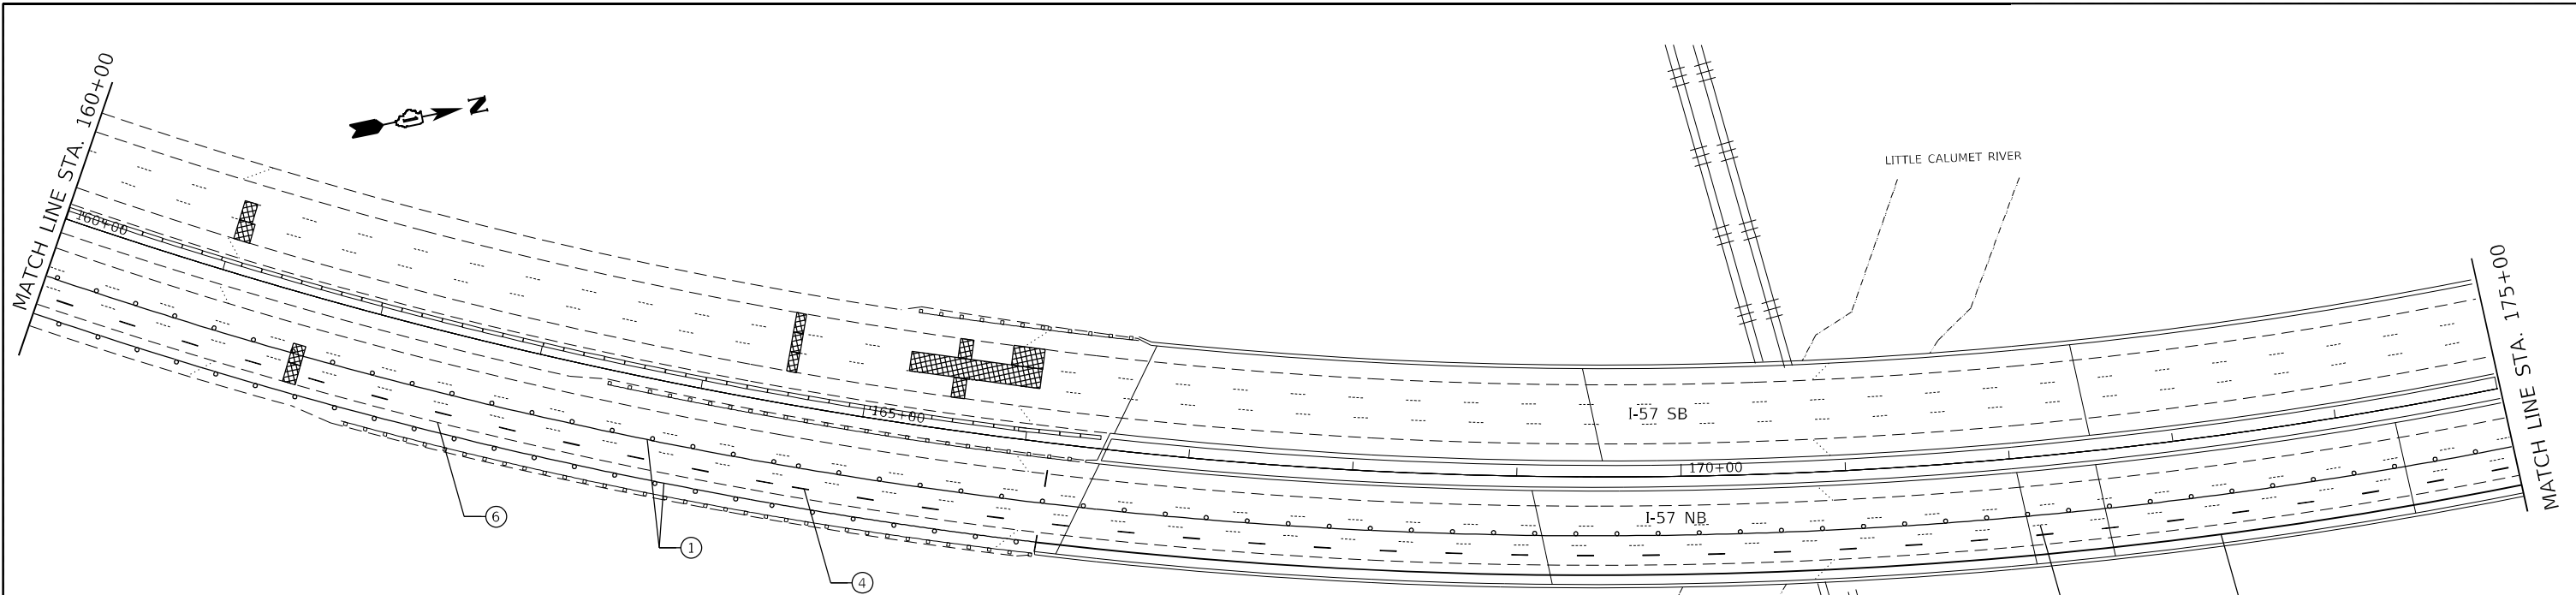 MATCH LINE STA. 160+00
N
LITTLE CALUMET RIVER
160+00
165+00
I-57 SB
170+00
I-57 NB
MATCH LINE STA. 175+00
6
1
4